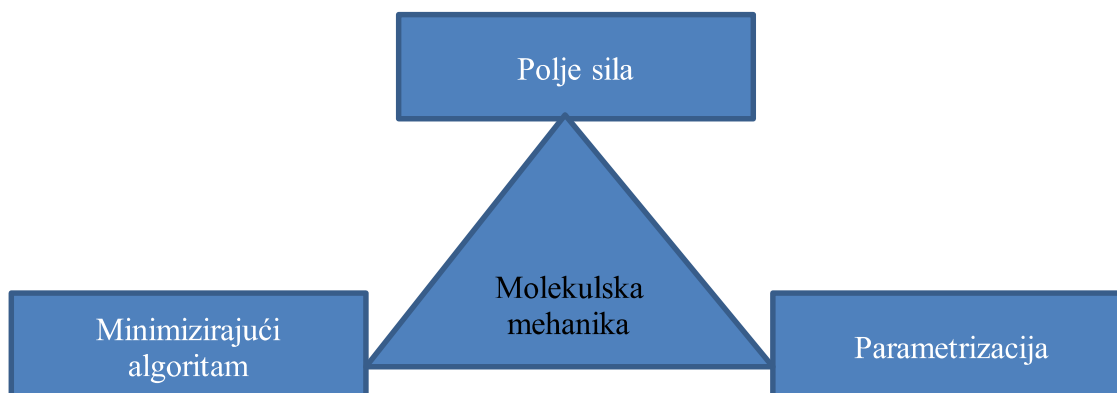 Polje sila
Molekulska
mehanika
Minimizirajući
algoritam
Parametrizacija